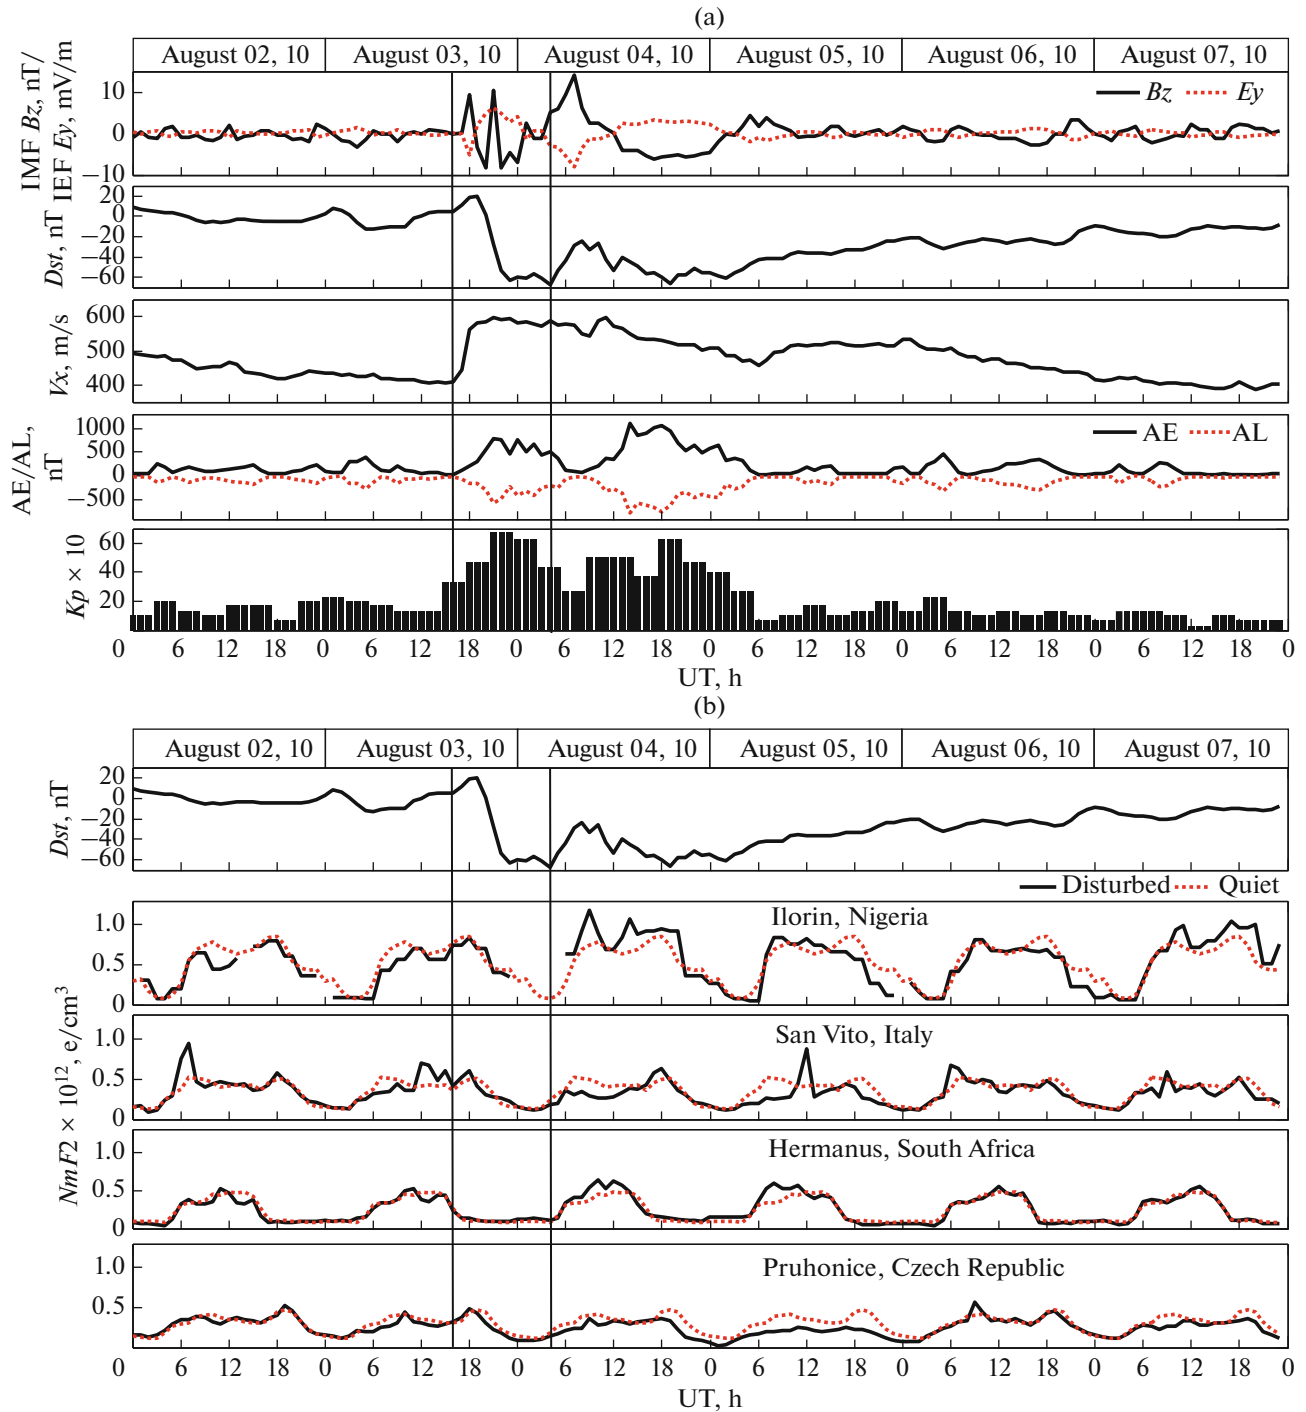 (a)
August 02, 10 August 03, 10 August 04, 10 August 05, 10 August 06, 10 August 07, 10
IMF Bz, nT/
IEF Ey, mV/m
10
0
−10
Bz Ey
Dst, nT
20
0
−20
−40
−60
Vx, m/s
600
500
400
AE/AL,
nT
1000
500
0
−500
AE AL
Kp × 10
60
40
20
0 6 12 18 0 6 12 18 0 6 12 18 0 6 12 18 0 6 12 18 0 6 12 18 0
UT, h
(b)
August 02, 10 August 03, 10 August 04, 10 August 05, 10 August 06, 10 August 07, 10
Dst, nT
20
0
−20
−40
−60
Disturbed Quiet
NmF2 × 10¹², e/cm³
Ilorin, Nigeria
1.0
0.5
0
San Vito, Italy
1.0
0.5
0
Hermanus, South Africa
1.0
0.5
0
Pruhonice, Czech Republic
1.0
0.5
0 6 12 18 0 6 12 18 0 6 12 18 0 6 12 18 0 6 12 18 0 6 12 18 0
UT, h